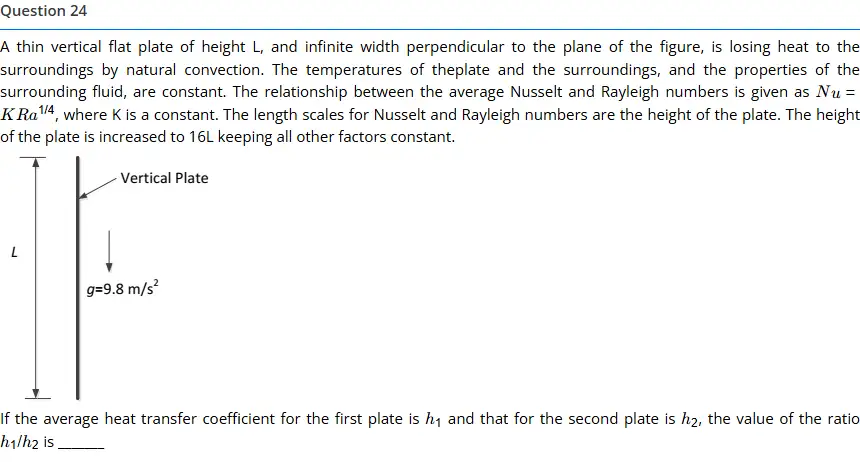 Question 24
A thin vertical flat plate of height L, and infinite width perpendicular to the plane of the figure, is losing heat to the
surroundings by natural convection. The temperatures of theplate and the surroundings, and the properties of the
surrounding fluid, are constant. The relationship between the average Nusselt and Rayleigh numbers is given as Nu =
K Ra^1/4, where K is a constant. The length scales for Nusselt and Rayleigh numbers are the height of the plate. The height
of the plate is increased to 16L keeping all other factors constant.
Vertical Plate
L
g=9.8 m/s²
If the average heat transfer coefficient for the first plate is h₁ and that for the second plate is h₂, the value of the ratio
h₁/h₂ is ______